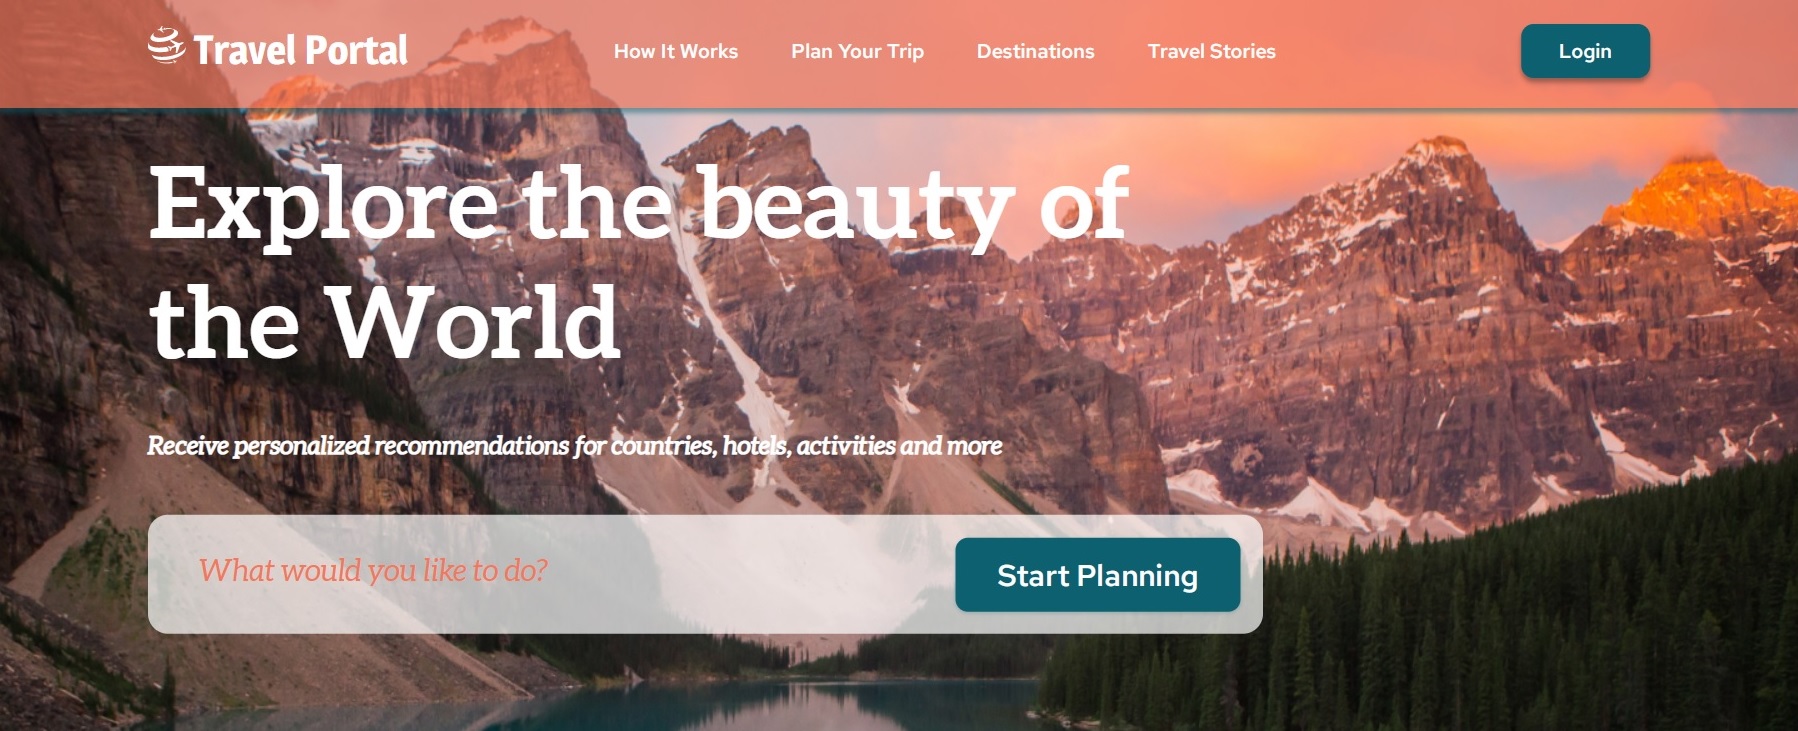 Travel Portal
How It Works
Plan Your Trip
Destinations
Travel Stories
Login
Explore the beauty of
the World
Receive personalized recommendations for countries, hotels, activities and more
What would you like to do?
Start Planning